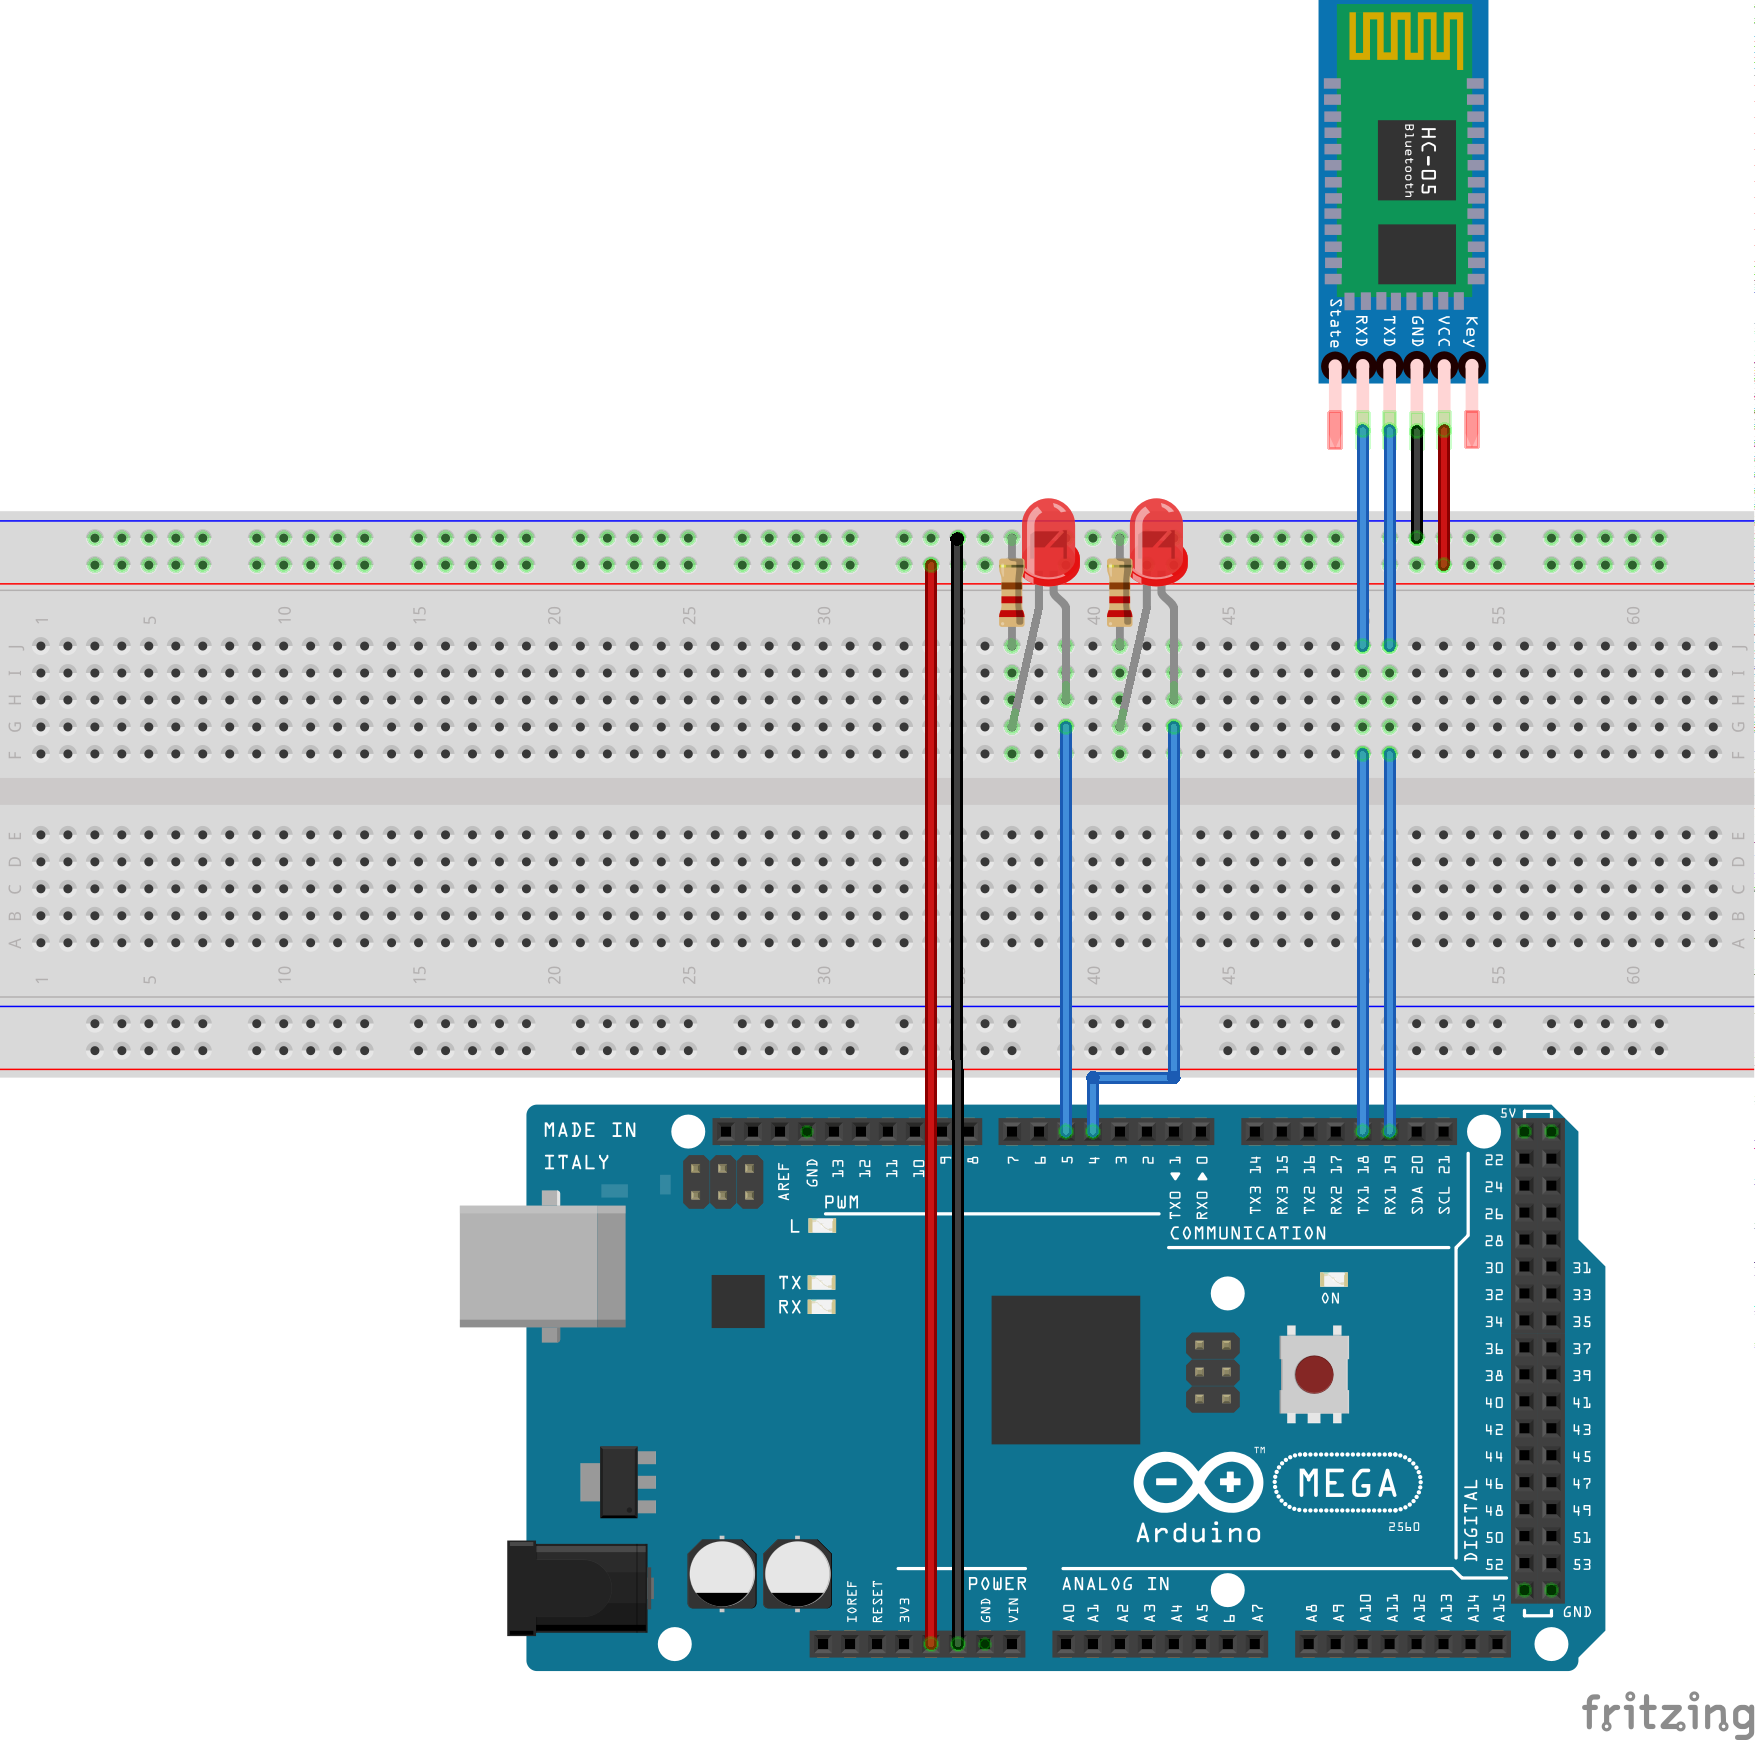 HC-05
Bluetooth
State
RXD
TXD
GND
VCC
Key
1 5 10 15 20 25 30 40 45 55 60
J J
I I
H H
G G
F F
E E
D D
C C
B B
A A
1 5 10 15 20 25 30 40 45 55 60
MADE IN
ITALY
AREF
GND
13
12
11
10
9
8
7
6
5
4
3
2
TX0 1
RX0 0
TX3 14
RX3 15
TX2 16
RX2 17
TX1 18
RX1 19
SDA 20
SCL 21
5V
PWM
COMMUNICATION
L
TX
RX
ON
22
24
26
28
30 31
32 33
34 35
36 37
38 39
40 41
42 43
44 45
46 47
48 49
50 51
52 53
DIGITAL
GND
TM
MEGA
Arduino
2560
POWER
ANALOG IN
IOREF
RESET
3V3
GND
VIN
A0
A1
A2
A3
A4
A5
6
A7
A8
A9
A10
A11
A12
A13
A14
A15
fritzing